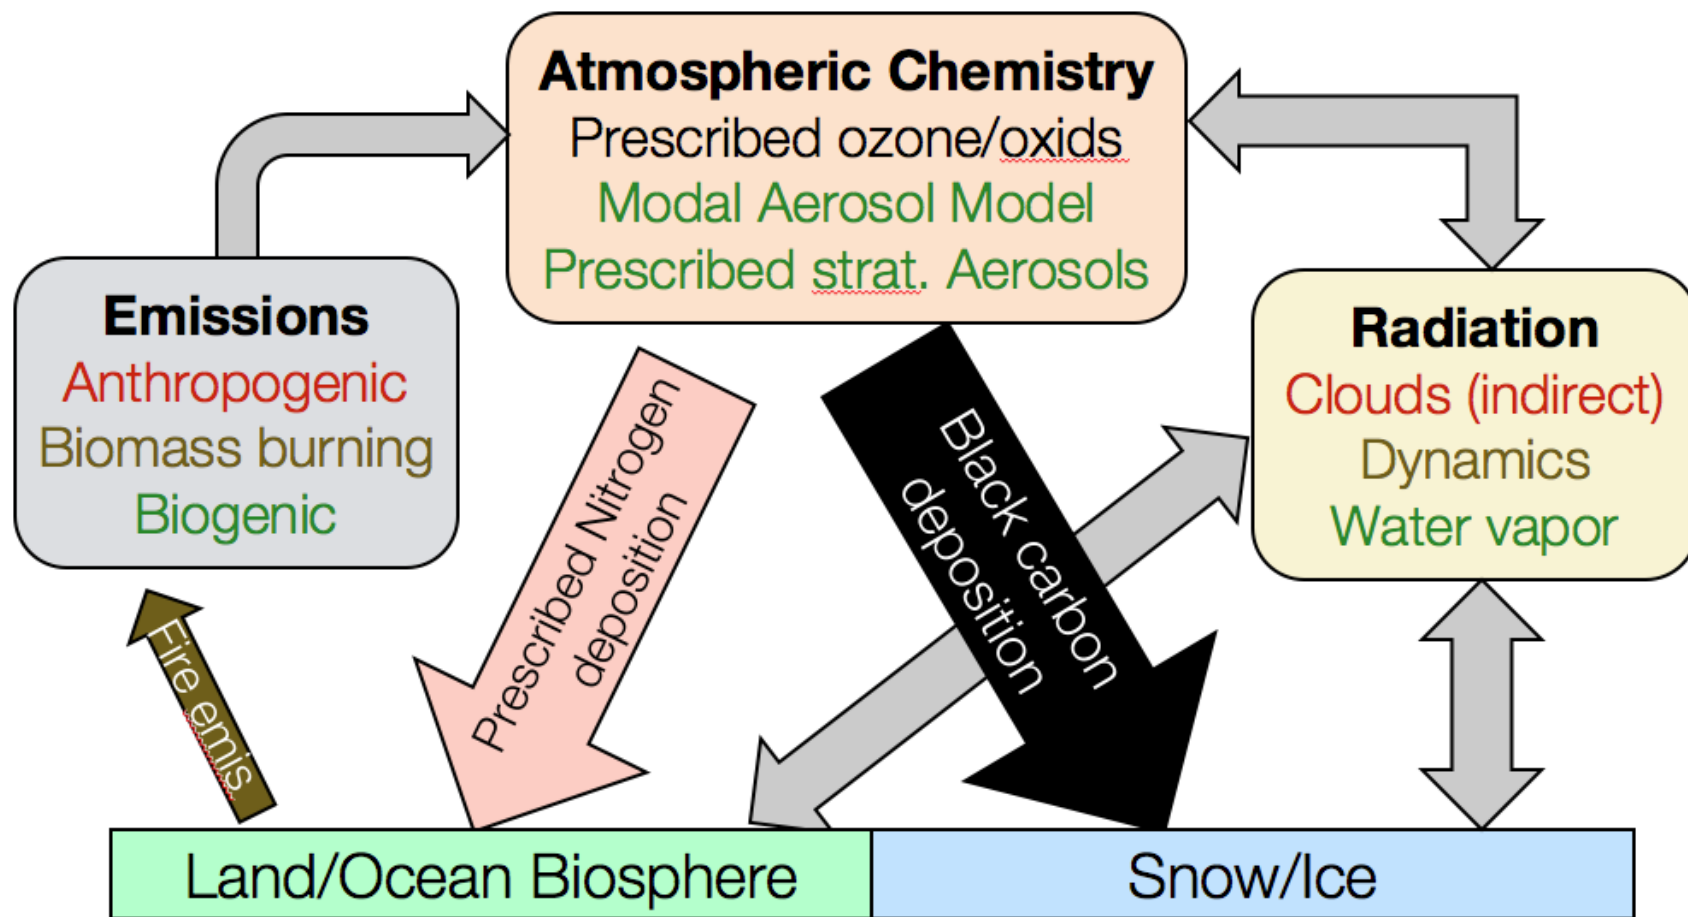 Atmospheric Chemistry
Prescribed ozone/oxids
Modal Aerosol Model
Prescribed strat. Aerosols
Emissions
Anthropogenic
Biomass burning
Biogenic
Radiation
Clouds (indirect)
Dynamics
Water vapor
Prescribed Nitrogen
deposition
Black carbon
deposition
Fire emis.
Land/Ocean Biosphere
Snow/Ice